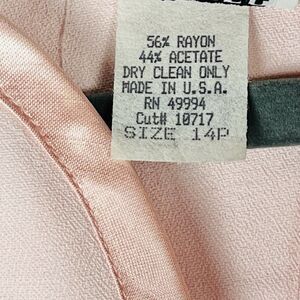 56% RAYON
44% ACETATE
DRY CLEAN ONLY
MADE IN U.S.A.
RN 49994
Cut# 10717
SIZE 14P